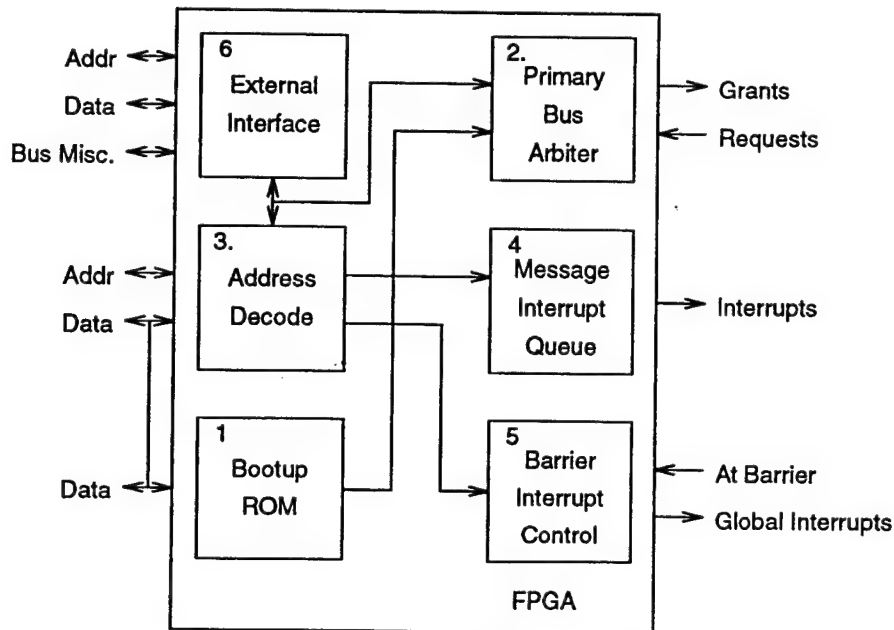 Addr
Data
Bus Misc.
6
External
Interface
2.
Primary
Bus
Arbiter
Grants
Requests
Addr
Data
3.
Address
Decode
4
Message
Interrupt
Queue
Interrupts
Data
1
Bootup
ROM
5
Barrier
Interrupt
Control
At Barrier
Global Interrupts
FPGA